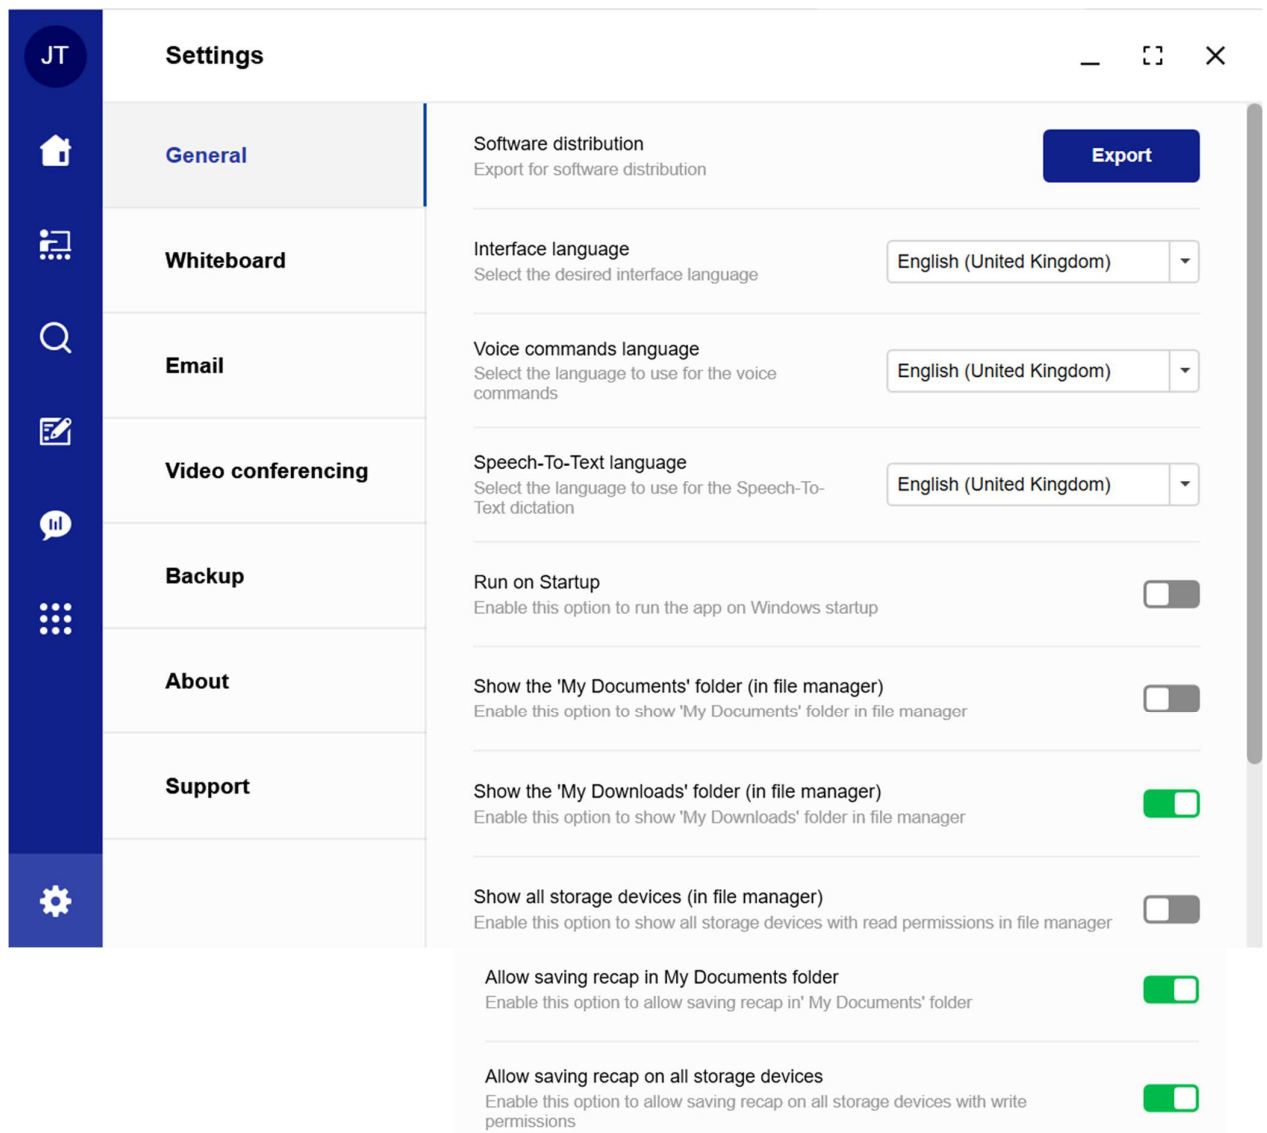 JT
Settings
General
Whiteboard
Email
Video conferencing
Backup
About
Support
Software distribution
Export for software distribution
Export
Interface language
Select the desired interface language
English (United Kingdom)
Voice commands language
Select the language to use for the voice
commands
English (United Kingdom)
Speech-To-Text language
Select the language to use for the Speech-To-
Text dictation
English (United Kingdom)
Run on Startup
Enable this option to run the app on Windows startup
Show the 'My Documents' folder (in file manager)
Enable this option to show 'My Documents' folder in file manager
Show the 'My Downloads' folder (in file manager)
Enable this option to show 'My Downloads' folder in file manager
Show all storage devices (in file manager)
Enable this option to show all storage devices with read permissions in file manager
Allow saving recap in My Documents folder
Enable this option to allow saving recap in' My Documents' folder
Allow saving recap on all storage devices
Enable this option to allow saving recap on all storage devices with write
permissions